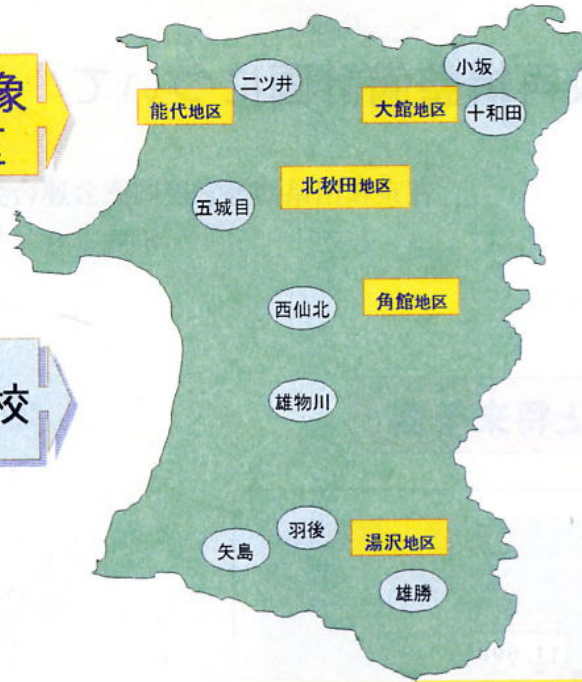 象
小坂
二ツ井
能代地区
大館地区
十和田
北秋田地区
五城目
角館地区
西仙北
校
雄物川
羽後
湯沢地区
矢島
雄勝